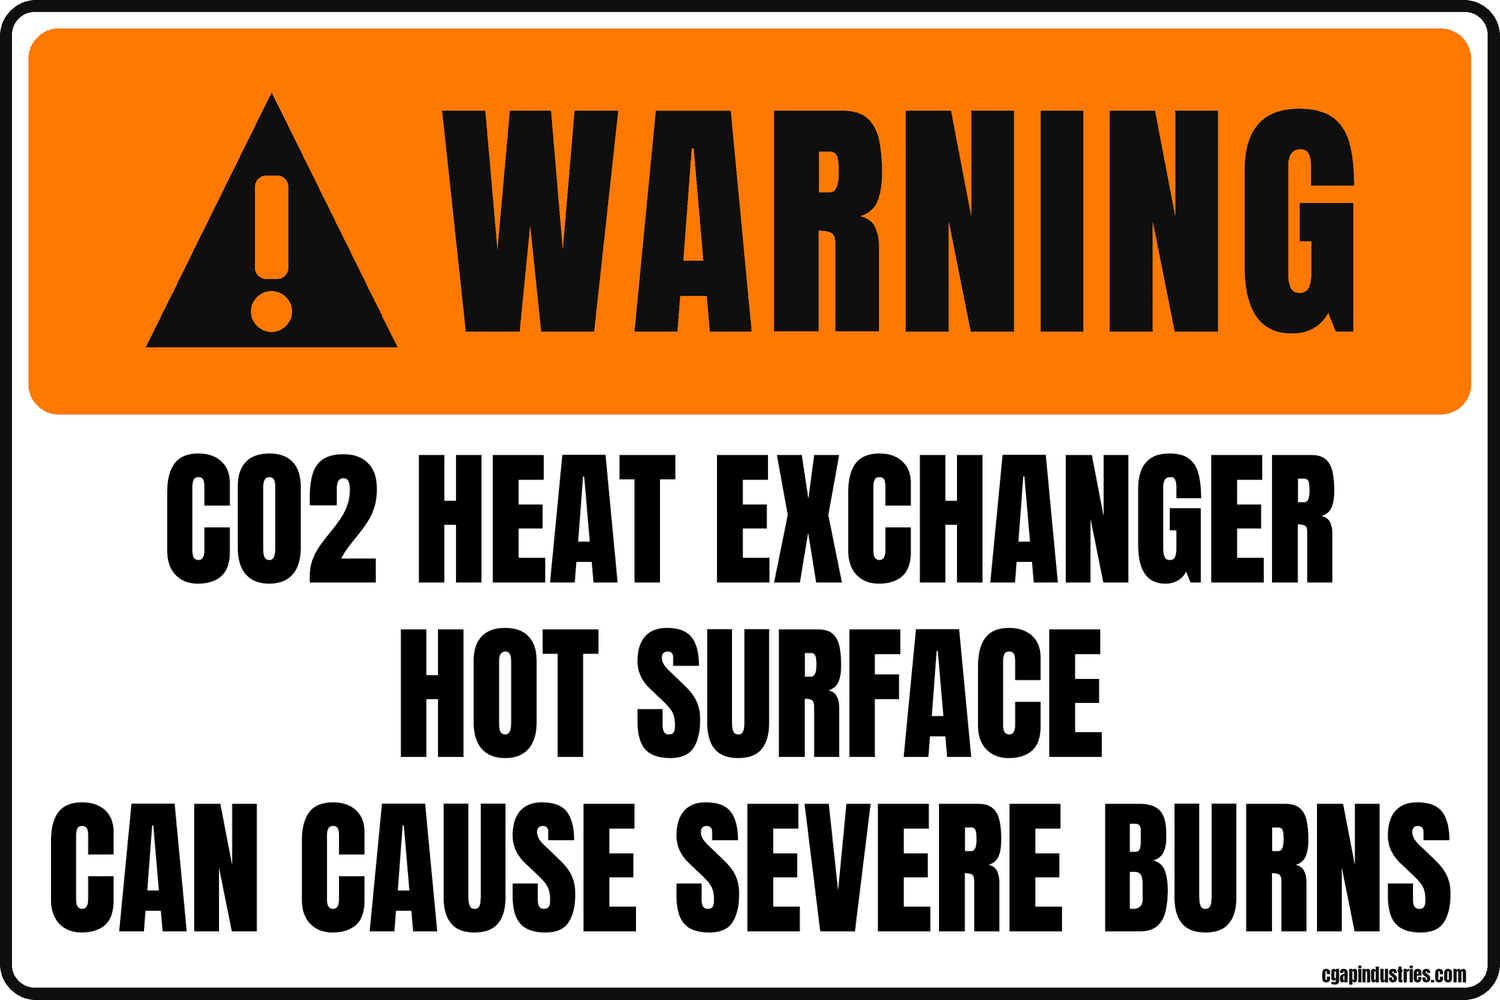 WARNING
CO2 HEAT EXCHANGER
HOT SURFACE
CAN CAUSE SEVERE BURNS
cgapindustries.com